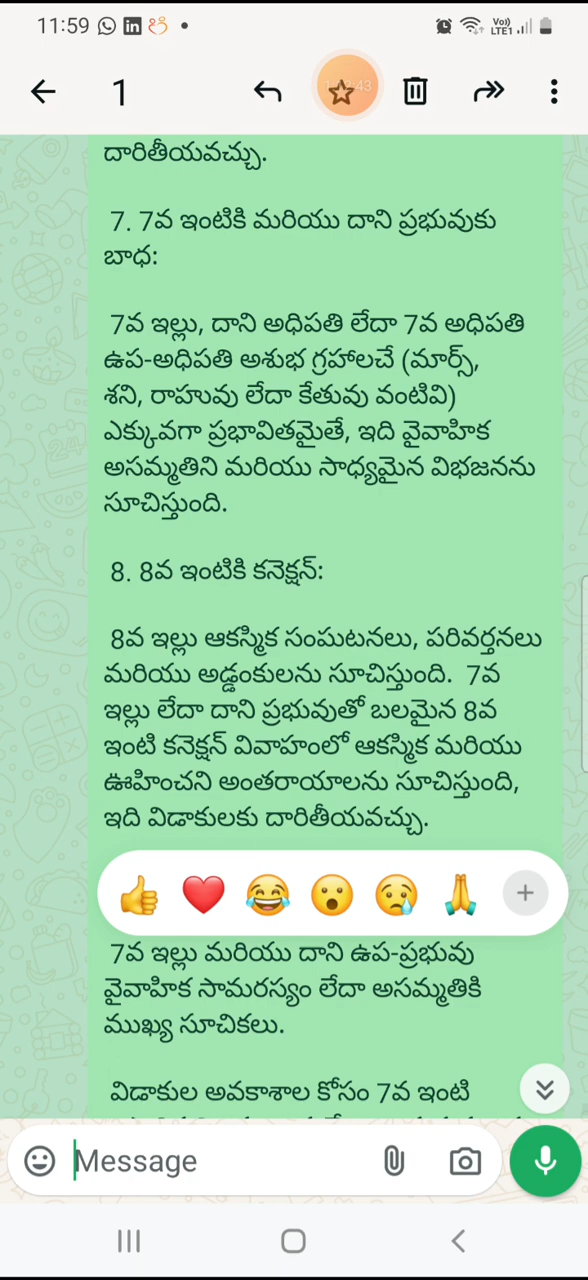 11:59
Vo))
LTE1
1
దారితీయవచ్చు.
7. 7వ ఇంటికి మరియు దాని ప్రభువుకు
బాధ:
7వ ఇల్లు, దాని అధిపతి లేదా 7వ అధిపతి
ఉప-అధిపతి అశుభ గ్రహాలచే (మార్స్,
శని, రాహువు లేదా కేతువు వంటివి)
ఎక్కువగా ప్రభావితమైతే, ఇది వైవాహిక
అసమ్మతిని మరియు సాధ్యమైన విభజనను
సూచిస్తుంది.
8. 8వ ఇంటికి కనెక్షన్:
8వ ఇల్లు ఆకస్మిక సంఘటనలు, పరివర్తనలు
మరియు అడ్డంకులను సూచిస్తుంది. 7వ
ఇల్లు లేదా దాని ప్రభువుతో బలమైన 8వ
ఇంటి కనెక్షన్ వివాహంలో ఆకస్మిక మరియు
ఊహించని అంతరాయాలను సూచిస్తుంది,
ఇది విడాకులకు దారితీయవచ్చు.
7వ ఇల్లు మరియు దాని ఉప-ప్రభువు
వైవాహిక సామరస్యం లేదా అసమ్మతికి
ముఖ్య సూచికలు.
విడాకుల అవకాశాల కోసం 7వ ఇంటి
Message